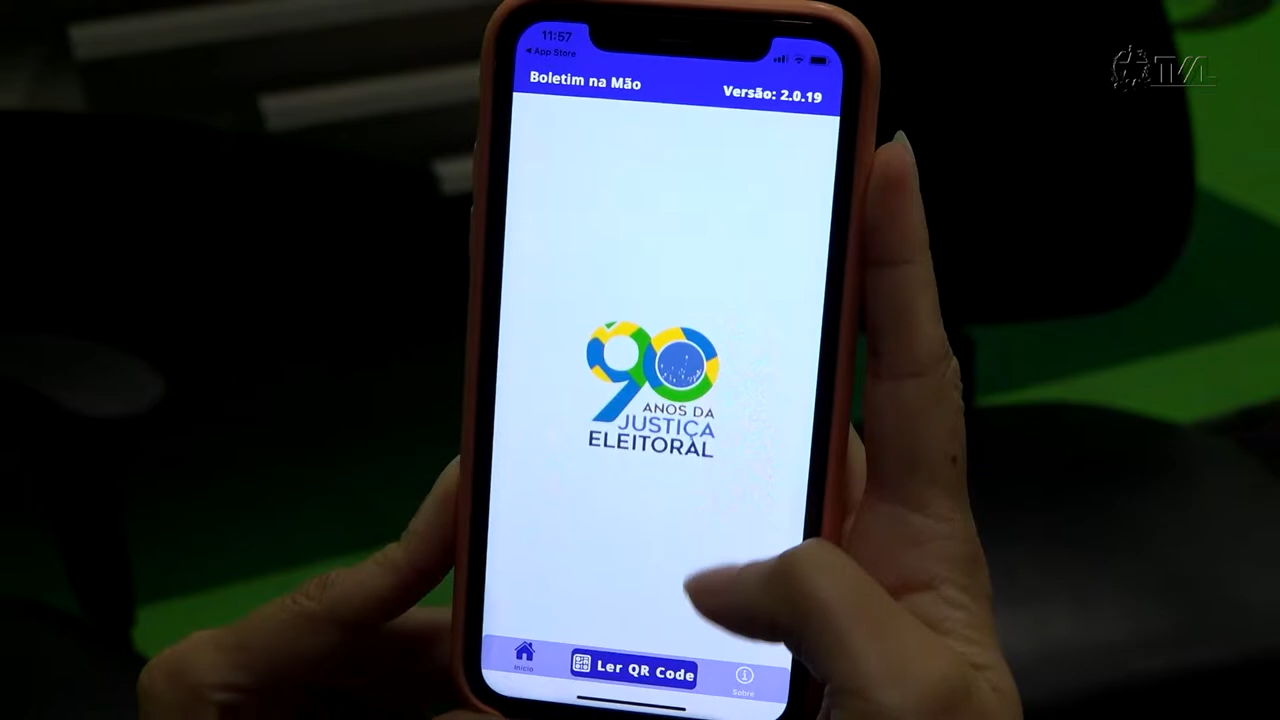 11:57
App Store
Boletim na Mão
Versão: 2.0.19
TVAL
90
ANOS DA
JUSTIÇA
ELEITORAL
Início
Ler QR Code
Sobre